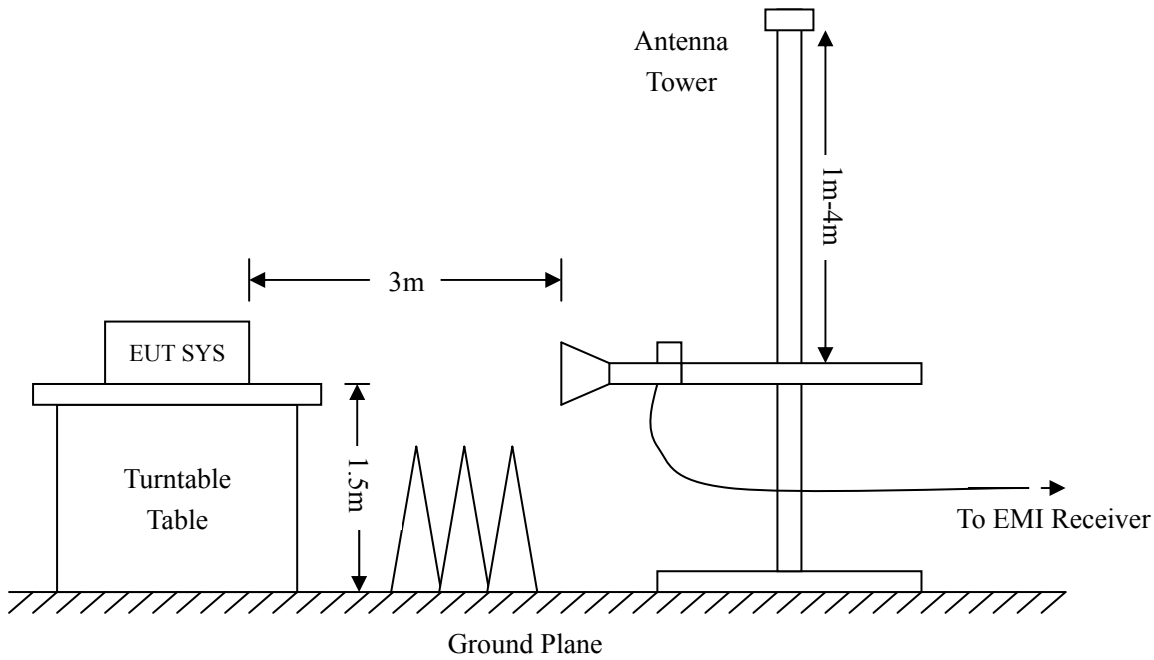 Antenna
Tower
1m-4m
3m
EUT SYS
1.5m
Turntable
Table
To EMI Receiver
Ground Plane